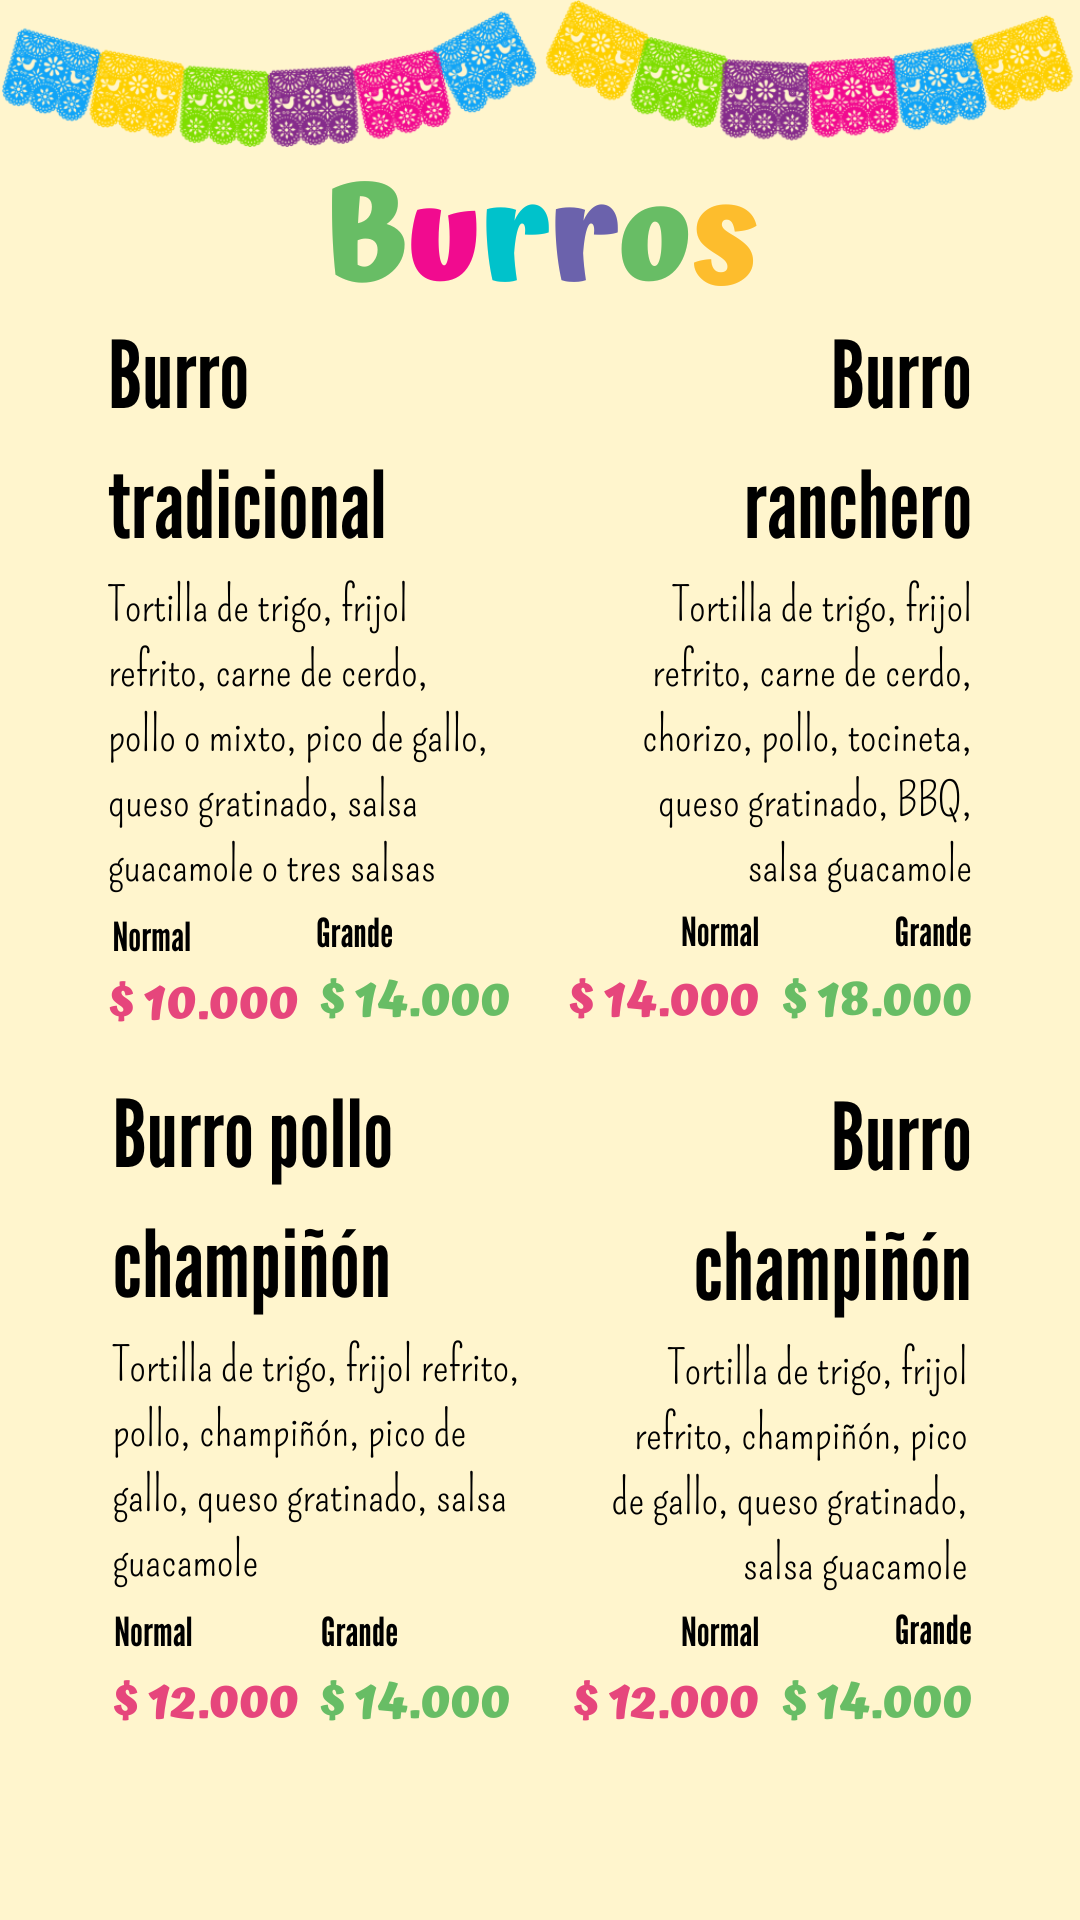 Burros
Burro
tradicional
Tortilla de trigo, frijol
refrito, carne de cerdo,
pollo o mixto, pico de gallo,
queso gratinado, salsa
guacamole o tres salsas
Normal Grande
$ 10.000 $ 14.000
Burro
ranchero
Tortilla de trigo, frijol
refrito, carne de cerdo,
chorizo, pollo, tocineta,
queso gratinado, BBQ,
salsa guacamole
Normal Grande
$ 14.000 $ 18.000
Burro pollo
champiñón
Tortilla de trigo, frijol refrito,
pollo, champiñón, pico de
gallo, queso gratinado, salsa
guacamole
Normal Grande
$ 12.000 $ 14.000
Burro
champiñón
Tortilla de trigo, frijol
refrito, champiñón, pico
de gallo, queso gratinado,
salsa guacamole
Normal Grande
$ 12.000 $ 14.000